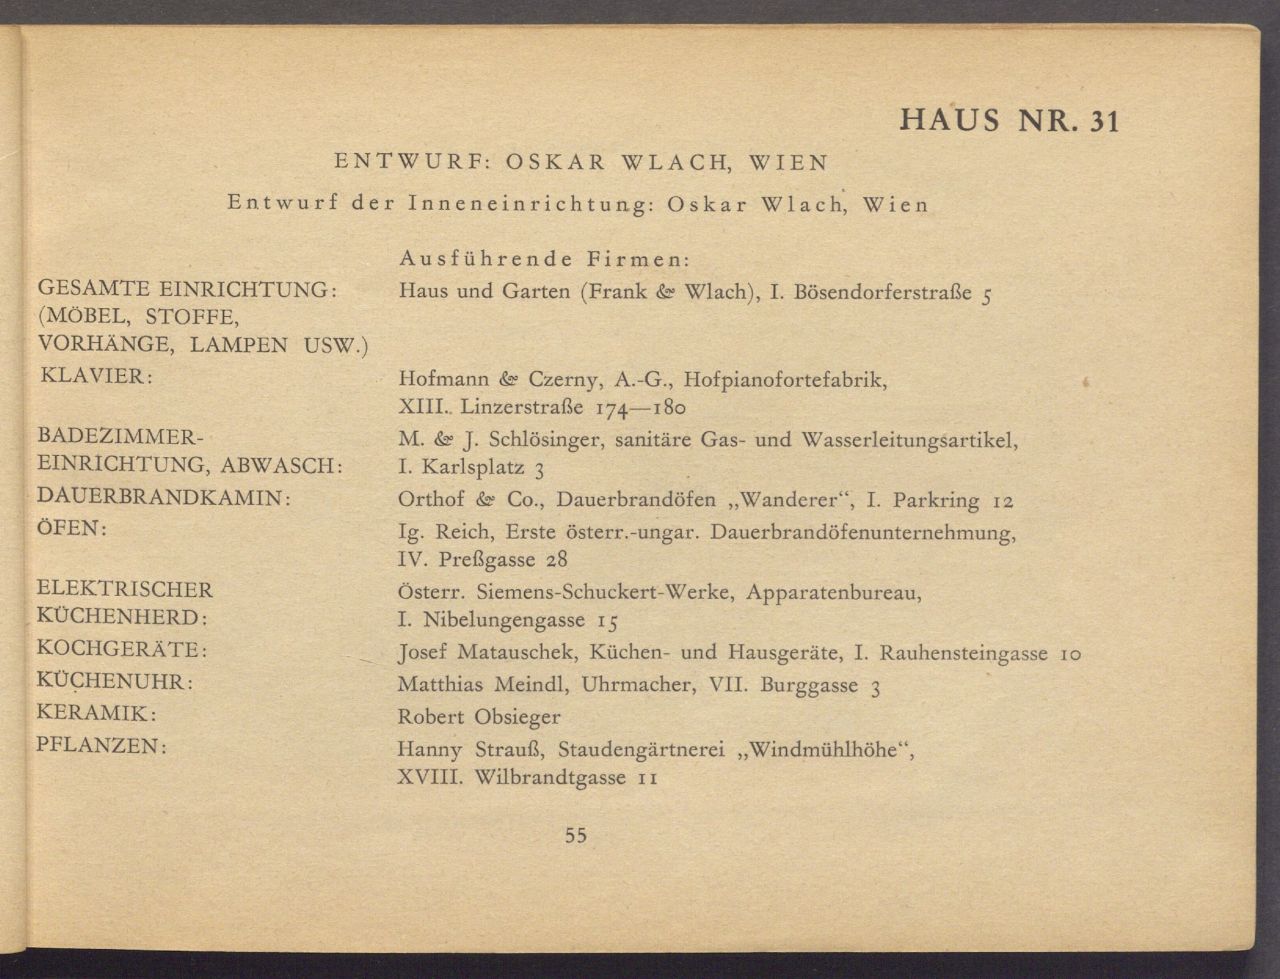 HAUS NR. 31
ENTWURF: OSKAR WLACH, WIEN
Entwurf der Inneneinrichtung: Oskar Wlach, Wien
Ausführende Firmen:
GESAMTE EINRICHTUNG: Haus und Garten (Frank & Wlach), I. Bösendorferstraße 5
(MÖBEL, STOFFE,
VORHÄNGE, LAMPEN USW.)
KLAVIER: Hofmann & Czerny, A.-G., Hofpianofortefabrik,
XIII. Linzerstraße 174—180
BADEZIMMER- M. & J. Schlösinger, sanitäre Gas- und Wasserleitungsartikel,
EINRICHTUNG, ABWASCH: I. Karlsplatz 3
DAUERBRANDKAMIN: Orthof & Co., Dauerbrandöfen „Wanderer“, I. Parkring 12
ÖFEN: Ig. Reich, Erste österr.-ungar. Dauerbrandöfenunternehmung,
IV. Preßgasse 28
ELEKTRISCHER Österr. Siemens-Schuckert-Werke, Apparatenbureau,
KÜCHENHERD: I. Nibelungengasse 15
KOCHGERÄTE: Josef Matauschek, Küchen- und Hausgeräte, I. Rauhensteingasse 10
KÜCHENUHR: Matthias Meindl, Uhrmacher, VII. Burggasse 3
KERAMIK: Robert Obsieger
PFLANZEN: Hanny Strauß, Staudengärtnerei „Windmühlhöhe“,
XVIII. Wilbrandtgasse 11
55